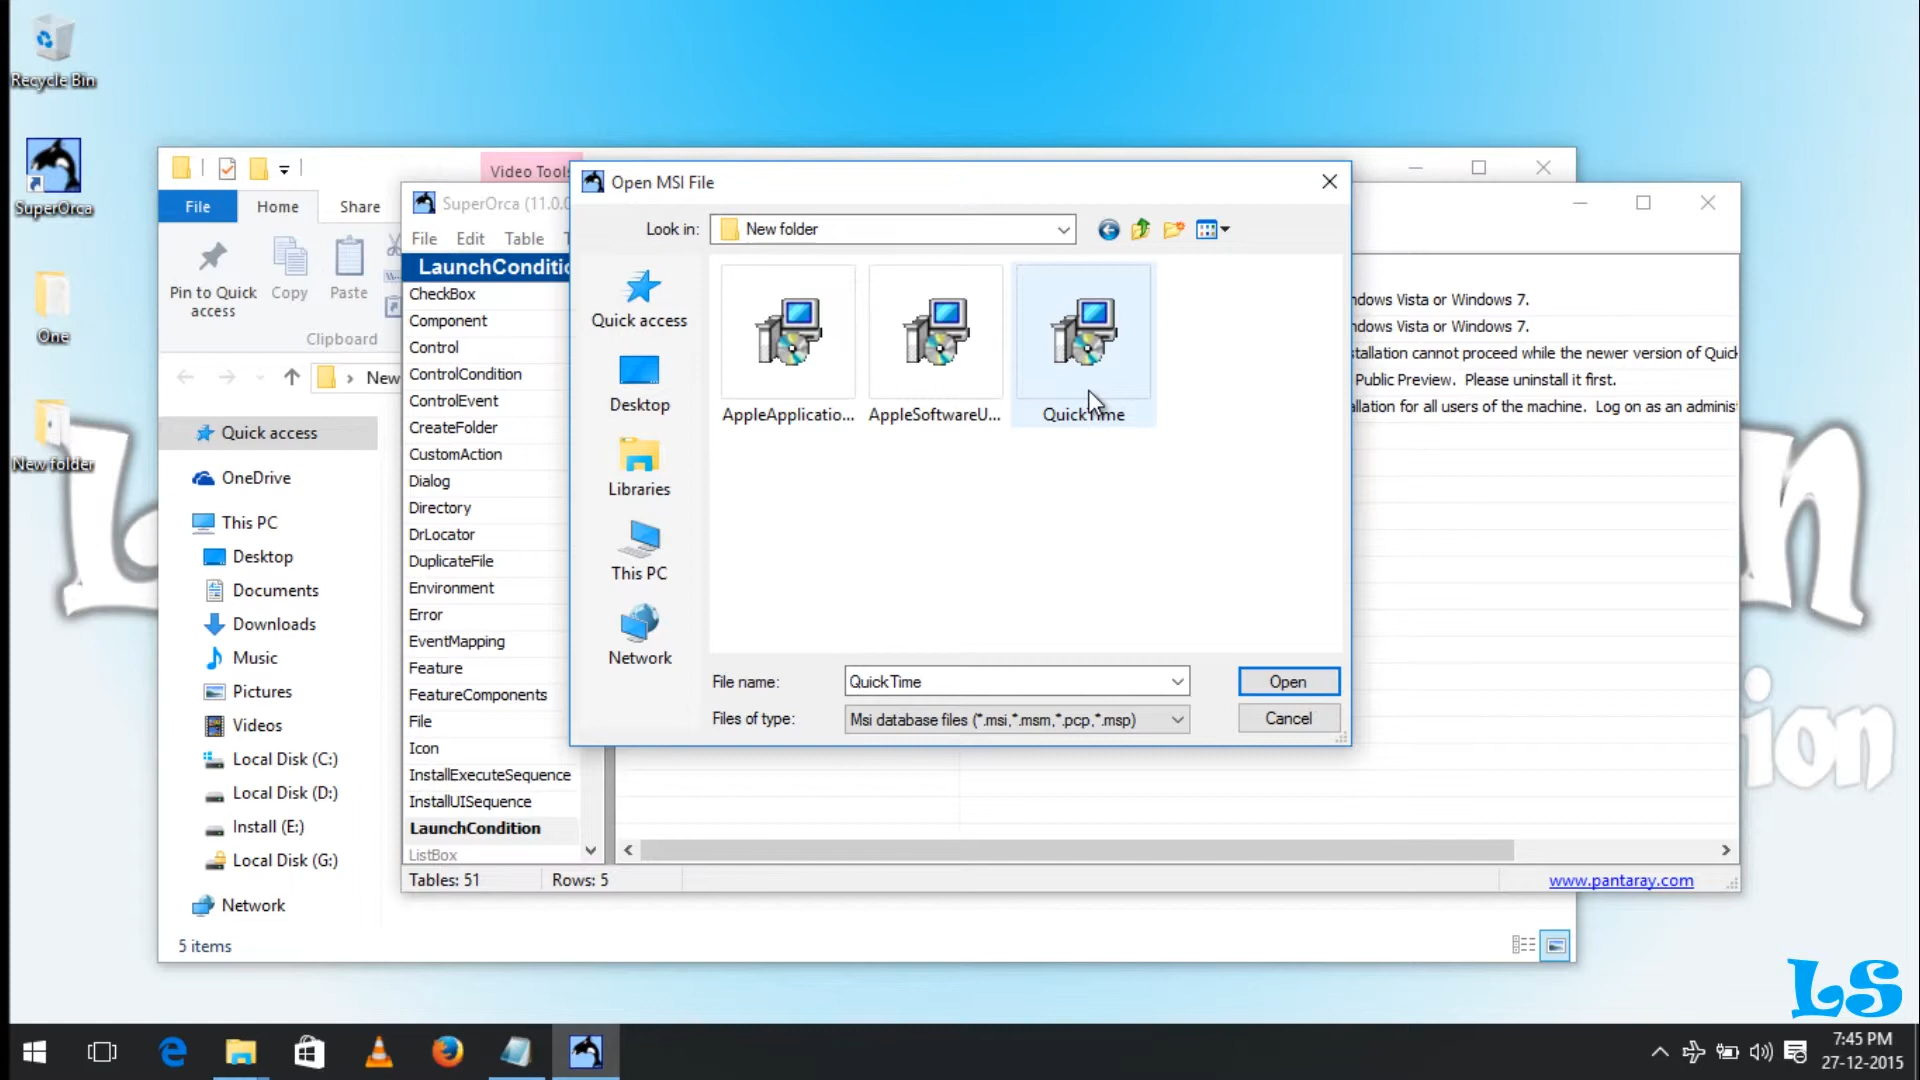 Recycle Bin
SuperOrca
One
New folder
Video Tools
File
Home
Share
Pin to Quick access
Copy
Paste
Clipboard
New
Quick access
OneDrive
This PC
Desktop
Documents
Downloads
Music
Pictures
Videos
Local Disk (C:)
Local Disk (D:)
Install (E:)
Local Disk (G:)
Network
5 items
SuperOrca (11.0.0
File
Edit
Table
T
LaunchConditio
CheckBox
Component
Control
ControlCondition
ControlEvent
CreateFolder
CustomAction
Dialog
Directory
DrLocator
DuplicateFile
Environment
Error
EventMapping
Feature
FeatureComponents
File
Icon
InstallExecuteSequence
InstallUISequence
LaunchCondition
ListBox
Tables: 51
Rows: 5
www.pantaray.com
ndows Vista or Windows 7.
ndows Vista or Windows 7.
stallation cannot proceed while the newer version of Quick
Public Preview. Please uninstall it first.
allation for all users of the machine. Log on as an adminis
Open MSI File
Look in:
New folder
Quick access
Desktop
Libraries
This PC
Network
AppleApplicatio...
AppleSoftwareU...
QuickTime
File name:
QuickTime
Open
Files of type:
Msi database files (*.msi,*.msm,*.pcp,*.msp)
Cancel
ion
LS
7:45 PM
27-12-2015